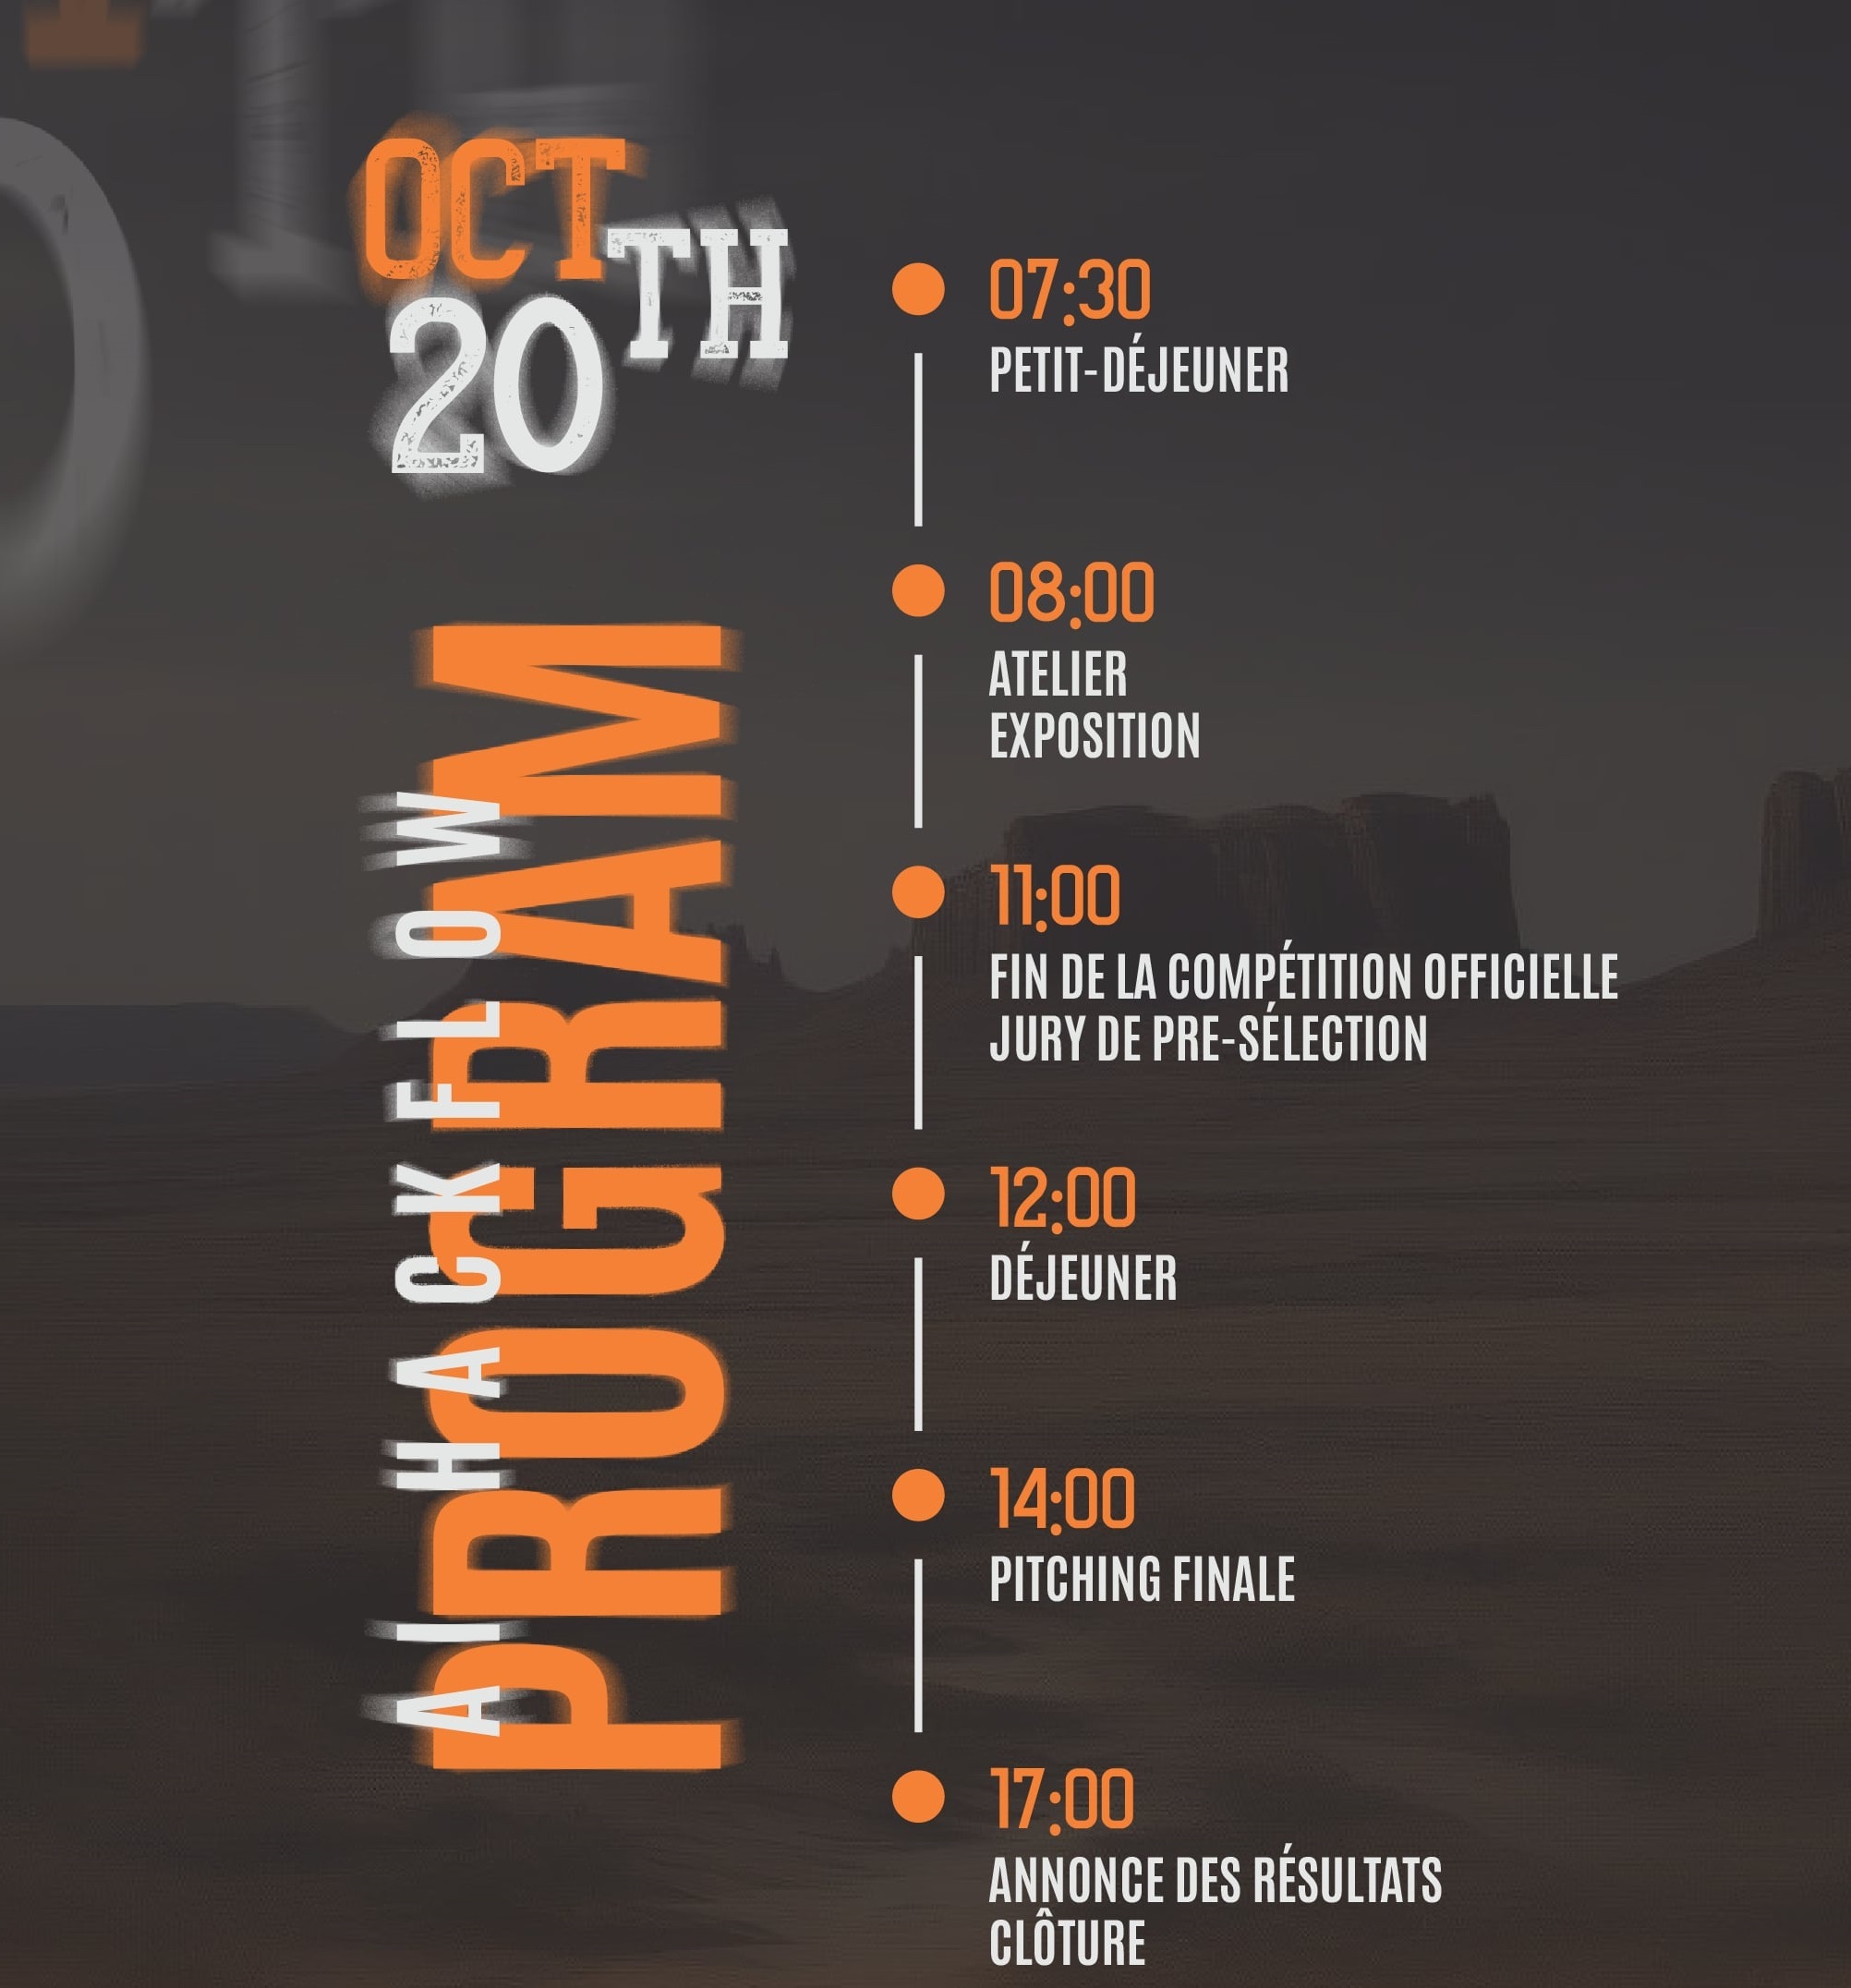 OCT
20TH
AI HACKFLOW
PROGRAM
07:30
PETIT-DÉJEUNER
08:00
ATELIER
EXPOSITION
11:00
FIN DE LA COMPÉTITION OFFICIELLE
JURY DE PRE-SÉLECTION
12:00
DÉJEUNER
14:00
PITCHING FINALE
17:00
ANNONCE DES RÉSULTATS
CLÔTURE